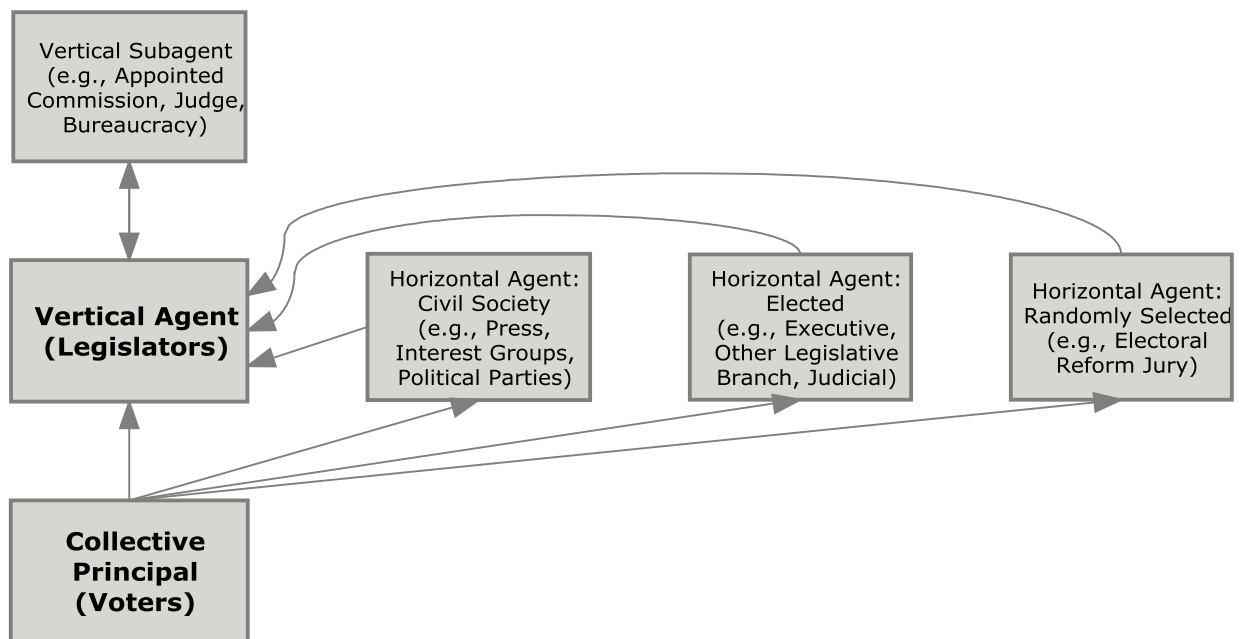 Vertical Subagent
(e.g., Appointed
Commission, Judge,
Bureaucracy)
Vertical Agent
(Legislators)
Horizontal Agent:
Civil Society
(e.g., Press,
Interest Groups,
Political Parties)
Horizontal Agent:
Elected
(e.g., Executive,
Other Legislative
Branch, Judicial)
Horizontal Agent:
Randomly Selected
(e.g., Electoral
Reform Jury)
Collective
Principal
(Voters)